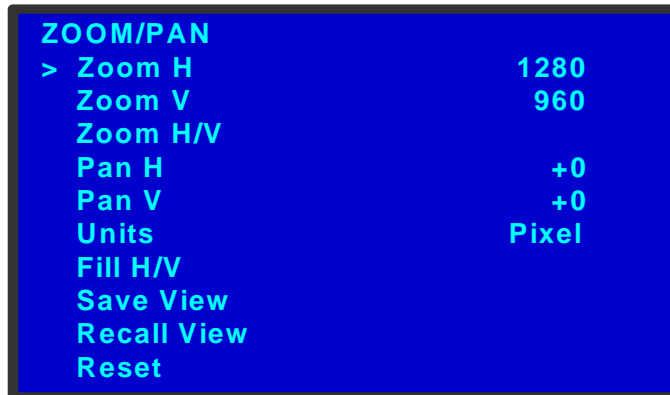 ZOOM/PAN
> Zoom H 1280
Zoom V 960
Zoom H/V
Pan H +0
Pan V +0
Units Pixel
Fill H/V
Save View
Recall View
Reset